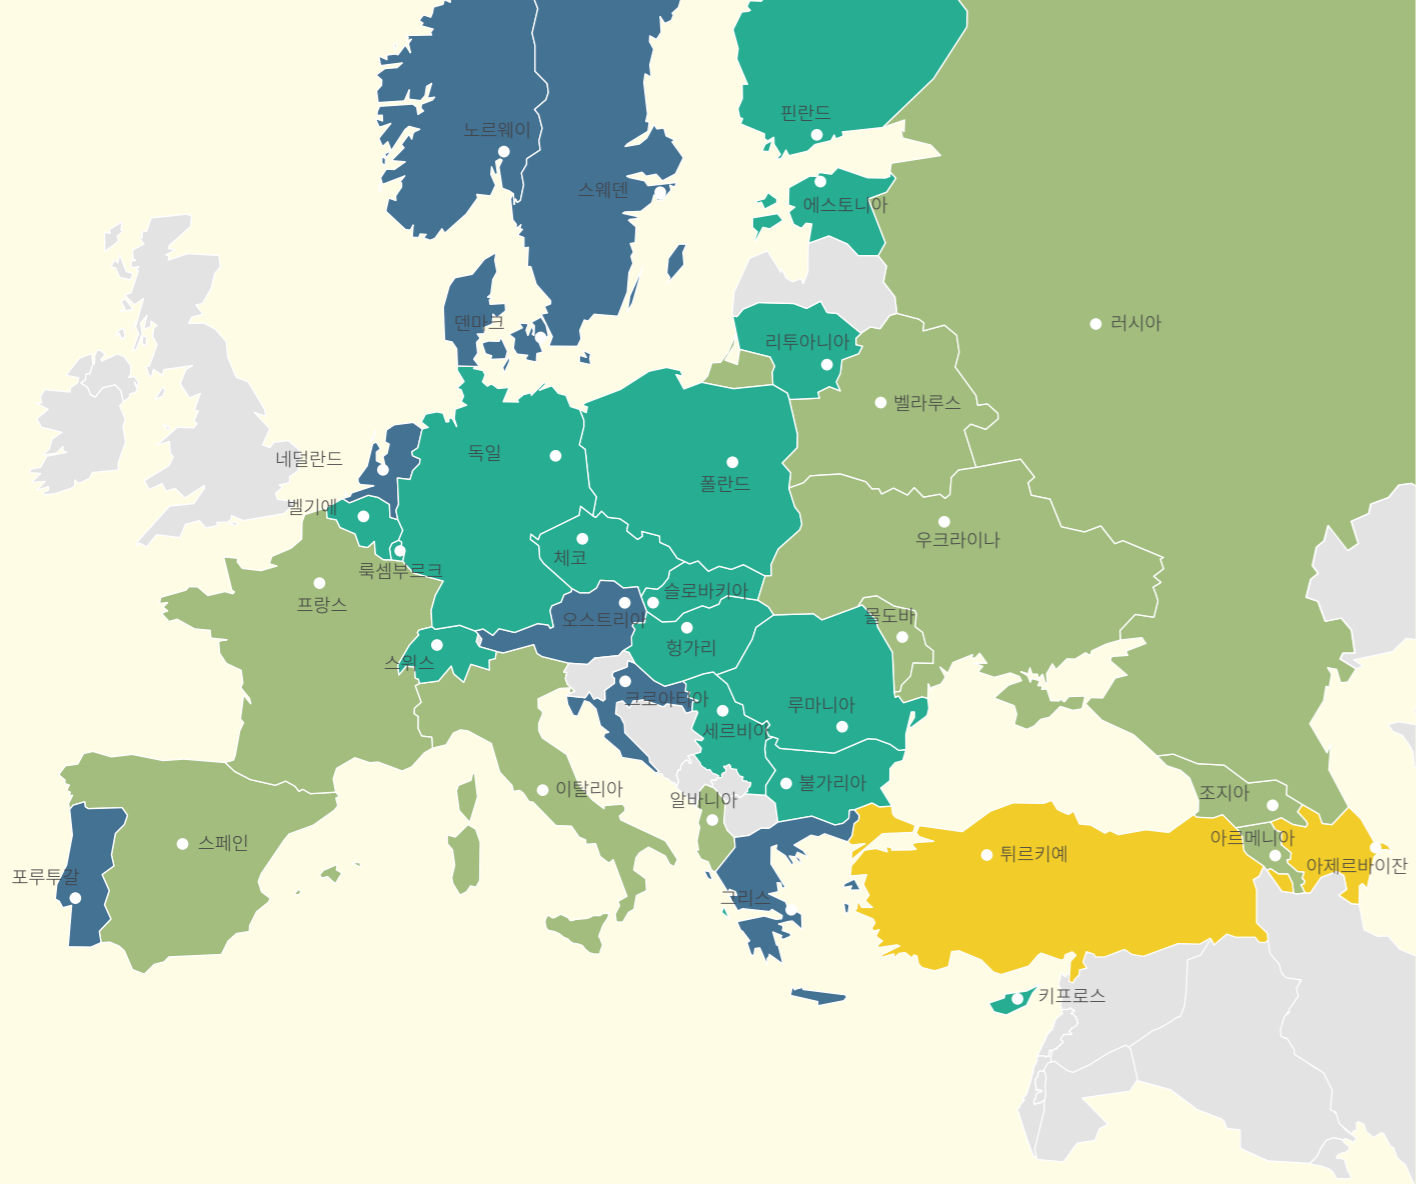 핀란드
노르웨이
스웨덴
에스토니아
덴마크
러시아
리투아니아
벨라루스
독일
네덜란드
폴란드
벨기에
우크라이나
체코
룩셈부르크
슬로바키아
프랑스
몰도바
오스트리아
헝가리
스위스
코로아티아
루마니아
세르비아
불가리아
이탈리아
조지아
알바니아
아르메니아
스페인
튀르키예
아제르바이잔
포루투갈
그리스
키프로스